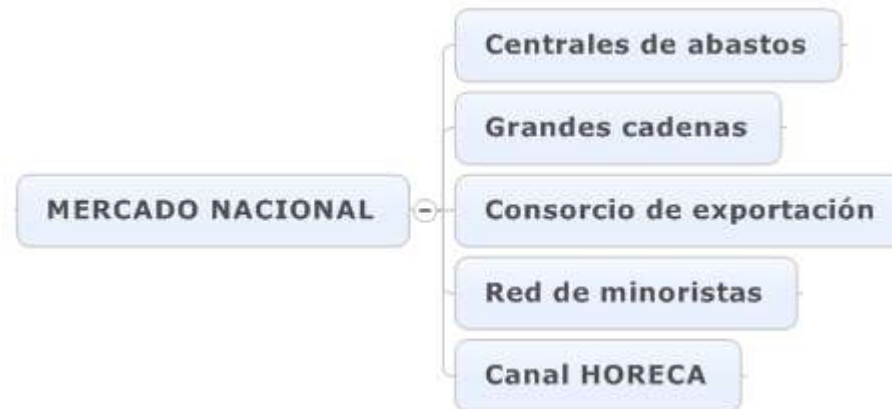 Centrales de abastos
Grandes cadenas
MERCADO NACIONAL
Consorcio de exportación
Red de minoristas
Canal HORECA